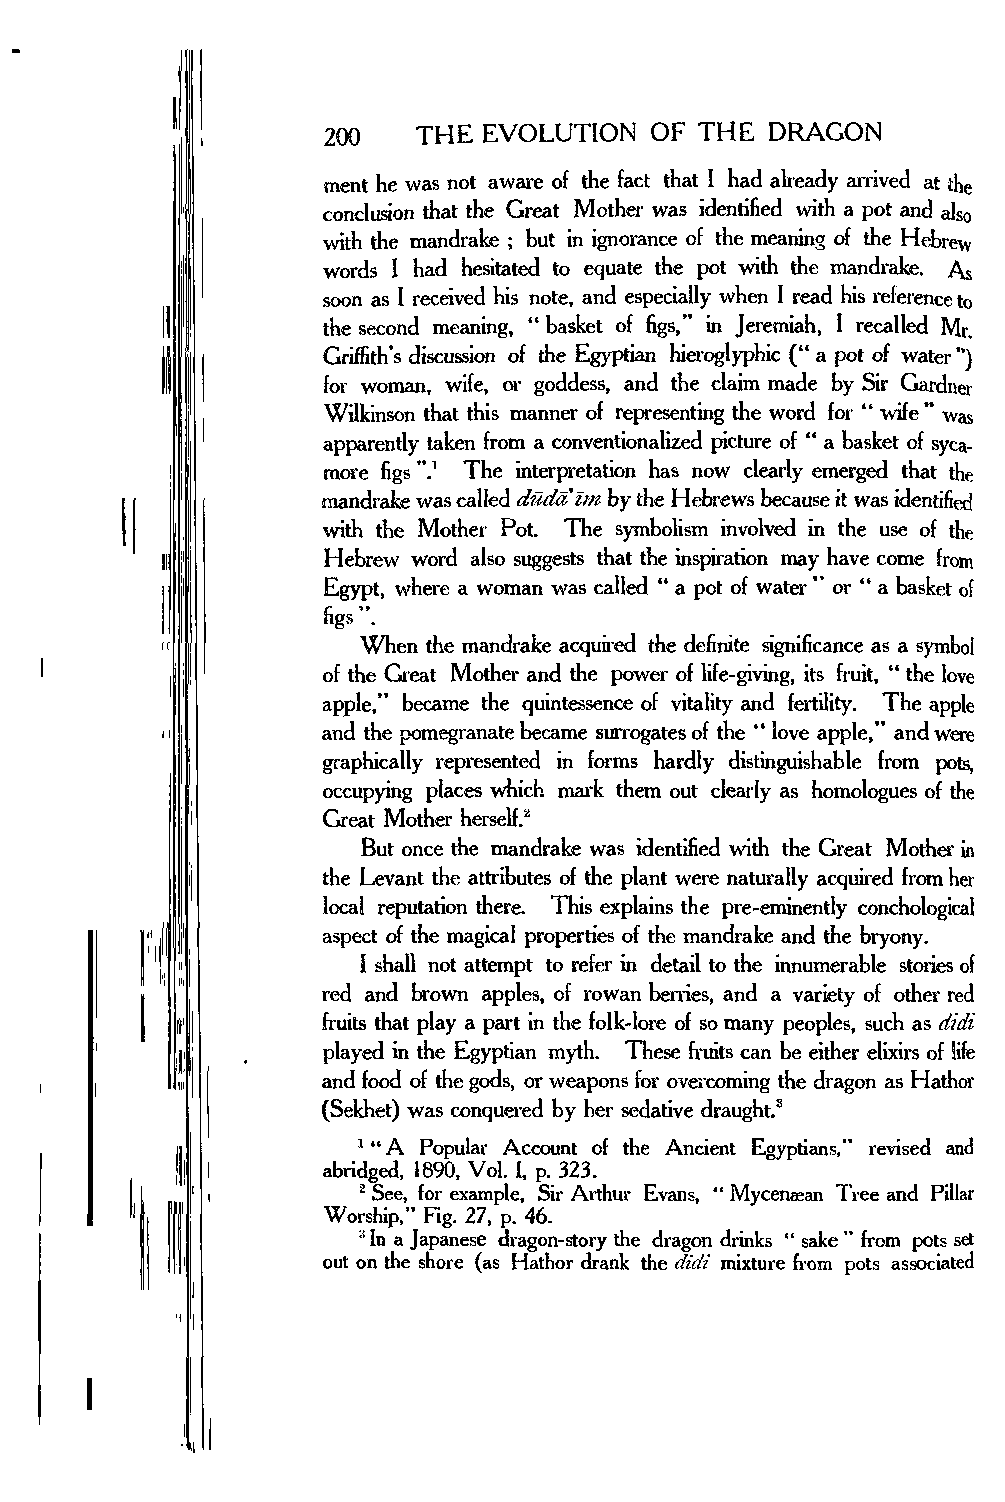 200 THE EVOLUTION OF THE DRAGON
ment he was not aware of the fact that I had already arrived at the
conclusion that the Great Mother was identified with a pot and also
with the mandrake ; but in ignorance of the meaning of the Hebrew
words I had hesitated to equate the pot with the mandrake. As
soon as I received his note, and especially when I read his reference to
the second meaning, “ basket of figs,” in Jeremiah, I recalled Mr.
Griffith's discussion of the Egyptian hieroglyphic (“ a pot of water ”)
for woman, wife, or goddess, and the claim made by Sir Gardner
Wilkinson that this manner of representing the word for “ wife ” was
apparently taken from a conventionalized picture of “ a basket of syca-
more figs ”.¹ The interpretation has now clearly emerged that the
mandrake was called dūdā'īm by the Hebrews because it was identified
with the Mother Pot. The symbolism involved in the use of the
Hebrew word also suggests that the inspiration may have come from
Egypt, where a woman was called “ a pot of water ” or “ a basket of
figs ”.
When the mandrake acquired the definite significance as a symbol
of the Great Mother and the power of life-giving, its fruit, “ the love
apple,” became the quintessence of vitality and fertility. The apple
and the pomegranate became surrogates of the “ love apple,” and were
graphically represented in forms hardly distinguishable from pots,
occupying places which mark them out clearly as homologues of the
Great Mother herself.²
But once the mandrake was identified with the Great Mother in
the Levant the attributes of the plant were naturally acquired from her
local reputation there. This explains the pre-eminently conchological
aspect of the magical properties of the mandrake and the bryony.
I shall not attempt to refer in detail to the innumerable stories of
red and brown apples, of rowan berries, and a variety of other red
fruits that play a part in the folk-lore of so many peoples, such as didi
played in the Egyptian myth. These fruits can be either elixirs of life
and food of the gods, or weapons for overcoming the dragon as Hathor
(Sekhet) was conquered by her sedative draught.³
¹ “ A Popular Account of the Ancient Egyptians,” revised and
abridged, 1890, Vol. I, p. 323.
² See, for example, Sir Arthur Evans, “ Mycenæan Tree and Pillar
Worship,” Fig. 27, p. 46.
³ In a Japanese dragon-story the dragon drinks “ sake ” from pots set
out on the shore (as Hathor drank the didi mixture from pots associated